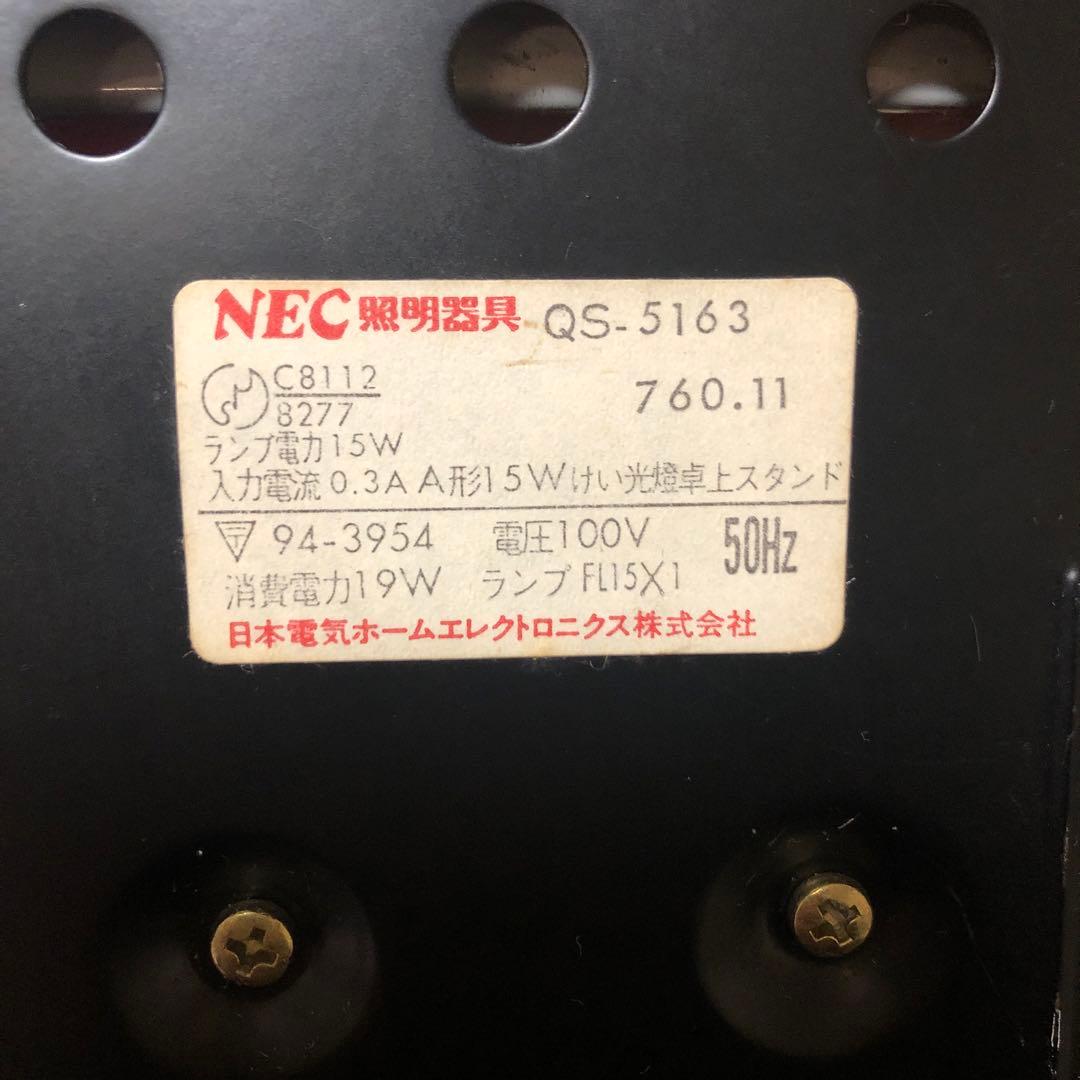 NEC 照明器具 QS-5163
C8112
8277
760.11
ランプ電力15W
入力電流 0.3A A形15Wけい光燈卓上スタンド
〒 94-3954 電圧100V 50Hz
消費電力19W ランプ FL15X1
日本電気ホームエレクトロニクス株式会社